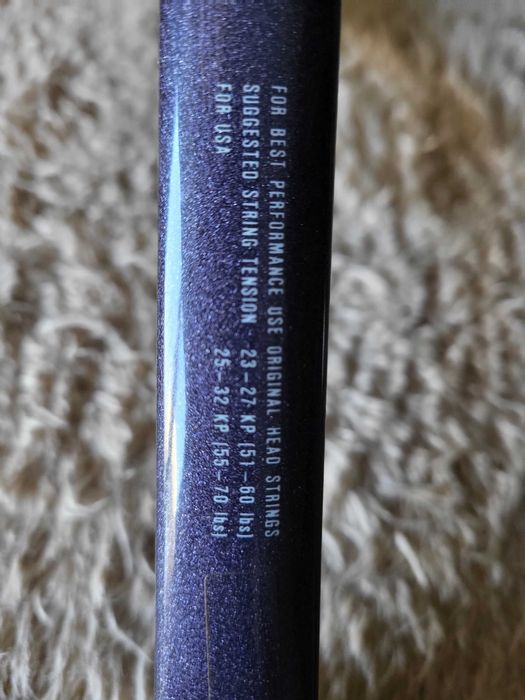 FOR BEST PERFORMANCE USE ORIGINAL HEAD STRINGS
SUGGESTED STRING TENSION 23-27 KP (51-60 lbs)
FOR USA 25-32 KP (55-70 lbs)